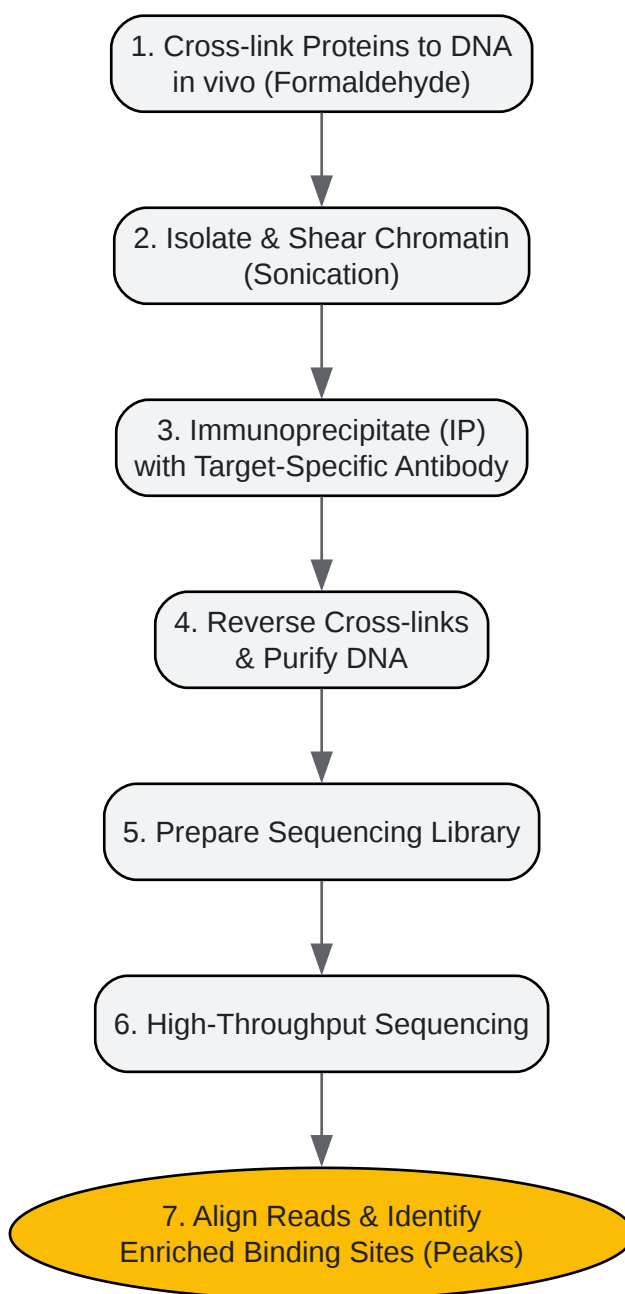 1. Cross-link Proteins to DNA
in vivo (Formaldehyde)
2. Isolate & Shear Chromatin
(Sonication)
3. Immunoprecipitate (IP)
with Target-Specific Antibody
4. Reverse Cross-links
& Purify DNA
5. Prepare Sequencing Library
6. High-Throughput Sequencing
7. Align Reads & Identify
Enriched Binding Sites (Peaks)